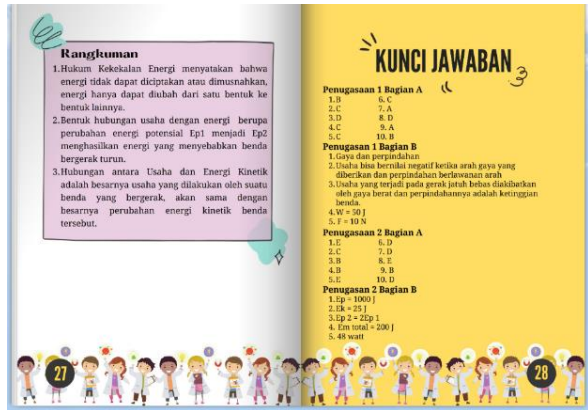 Rangkuman
1.Hukum Kekekalan Energi menyatakan bahwa
energi tidak dapat diciptakan atau dimusnahkan,
energi hanya dapat diubah dari satu bentuk ke
bentuk lainnya.
2.Bentuk hubungan usaha dengan energi berupa
perubahan energi potensial Ep1 menjadi Ep2
menghasilkan energi yang menyebabkan benda
bergerak turun.
3.Hubungan antara Usaha dan Energi Kinetik
adalah besarnya usaha yang dilakukan oleh suatu
benda yang bergerak, akan sama dengan
besarnya perubahan energi kinetik benda
tersebut.
27
KUNCI JAWABAN
Penugasaan 1 Bagian A
1.B 6. C
2.C 7. A
3.D 8. D
4.C 9. A
5.C 10. B
Penugasaan 1 Bagian B
1.Gaya dan perpindahan
2.Usaha bisa bernilai negatif ketika arah gaya yang
diberikan dan perpindahan berlawanan arah
3.Usaha yang terjadi pada gerak jatuh bebas diakibatkan
oleh gaya berat dan perpindahannya adalah ketinggian
benda.
4.W = 50 J
5. F = 10 N
Penugasaan 2 Bagian A
1.E 6. D
2.C 7. D
3.B 8. E
4.B 9. B
5.E 10. D
Penugasan 2 Bagian B
1.Ep = 1000 J
2.Ek = 25 J
3.Ep 2 = 2Ep 1
4. Em total = 200 J
5. 48 watt
28